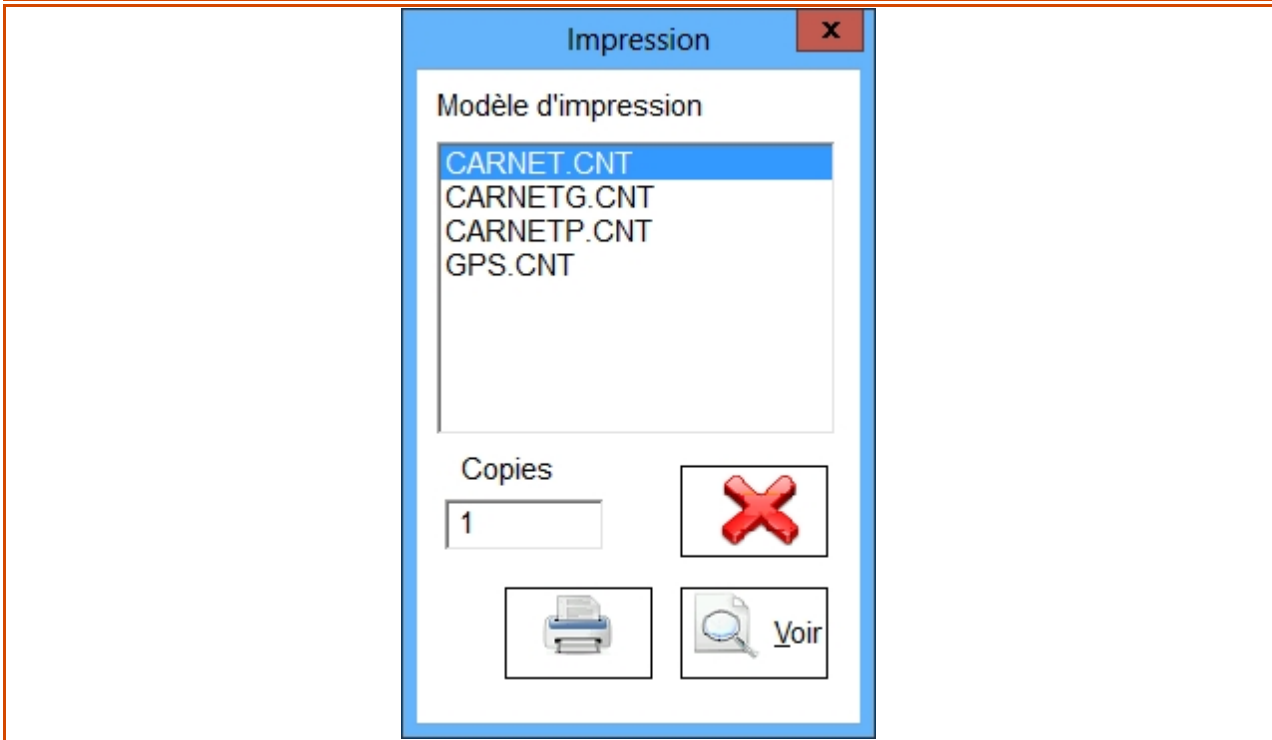 Impression
x
Modèle d'impression
CARNET.CNT
CARNETG.CNT
CARNETP.CNT
GPS.CNT
Copies
1
Voir